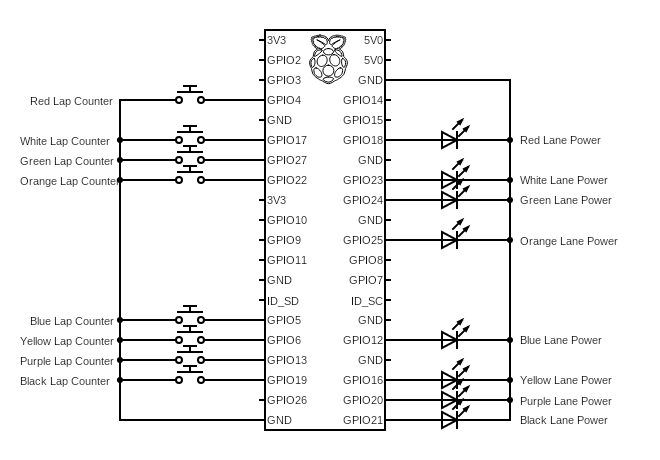 3V3 5V0
GPIO2 5V0
GPIO3 GND
Red Lap Counter GPIO4 GPIO14
GND GPIO15
White Lap Counter GPIO17 GPIO18 Red Lane Power
Green Lap Counter GPIO27 GND
Orange Lap Counter GPIO22 GPIO23 White Lane Power
3V3 GPIO24 Green Lane Power
GPIO10 GND
GPIO9 GPIO25 Orange Lane Power
GPIO11 GPIO8
GND GPIO7
ID_SD ID_SC
Blue Lap Counter GPIO5 GND
Yellow Lap Counter GPIO6 GPIO12 Blue Lane Power
Purple Lap Counter GPIO13 GND
Black Lap Counter GPIO19 GPIO16 Yellow Lane Power
GPIO26 GPIO20 Purple Lane Power
GND GPIO21 Black Lane Power